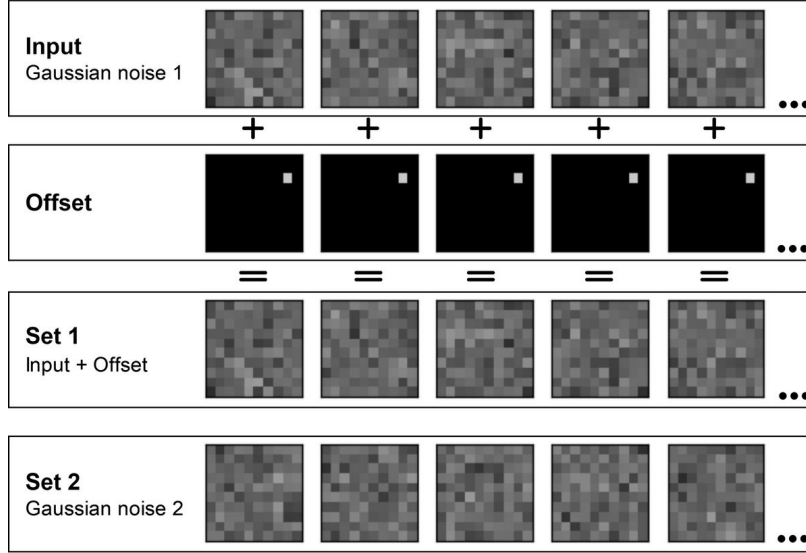 Input
Gaussian noise 1
...
+ + + + +
Offset
...
= = = = =
Set 1
Input + Offset
...
Set 2
Gaussian noise 2
...